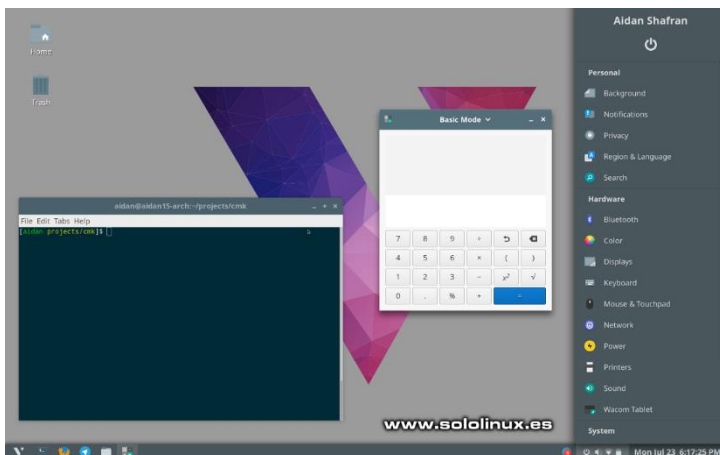 Home
Trash
aidan@aidan15-arch:~/projects/cmk
File Edit Tabs Help
[aidan projects/cmk]$
Basic Mode
7 8 9 ÷
4 5 6 × ( )
1 2 3 − x² √
0 . % + =
www.sololinux.es
Aidan Shafran
Personal
Background
Notifications
Privacy
Region & Language
Search
Hardware
Bluetooth
Color
Displays
Keyboard
Mouse & Touchpad
Network
Power
Printers
Sound
Wacom Tablet
System
Mon Jul 23 6:17:25 PM